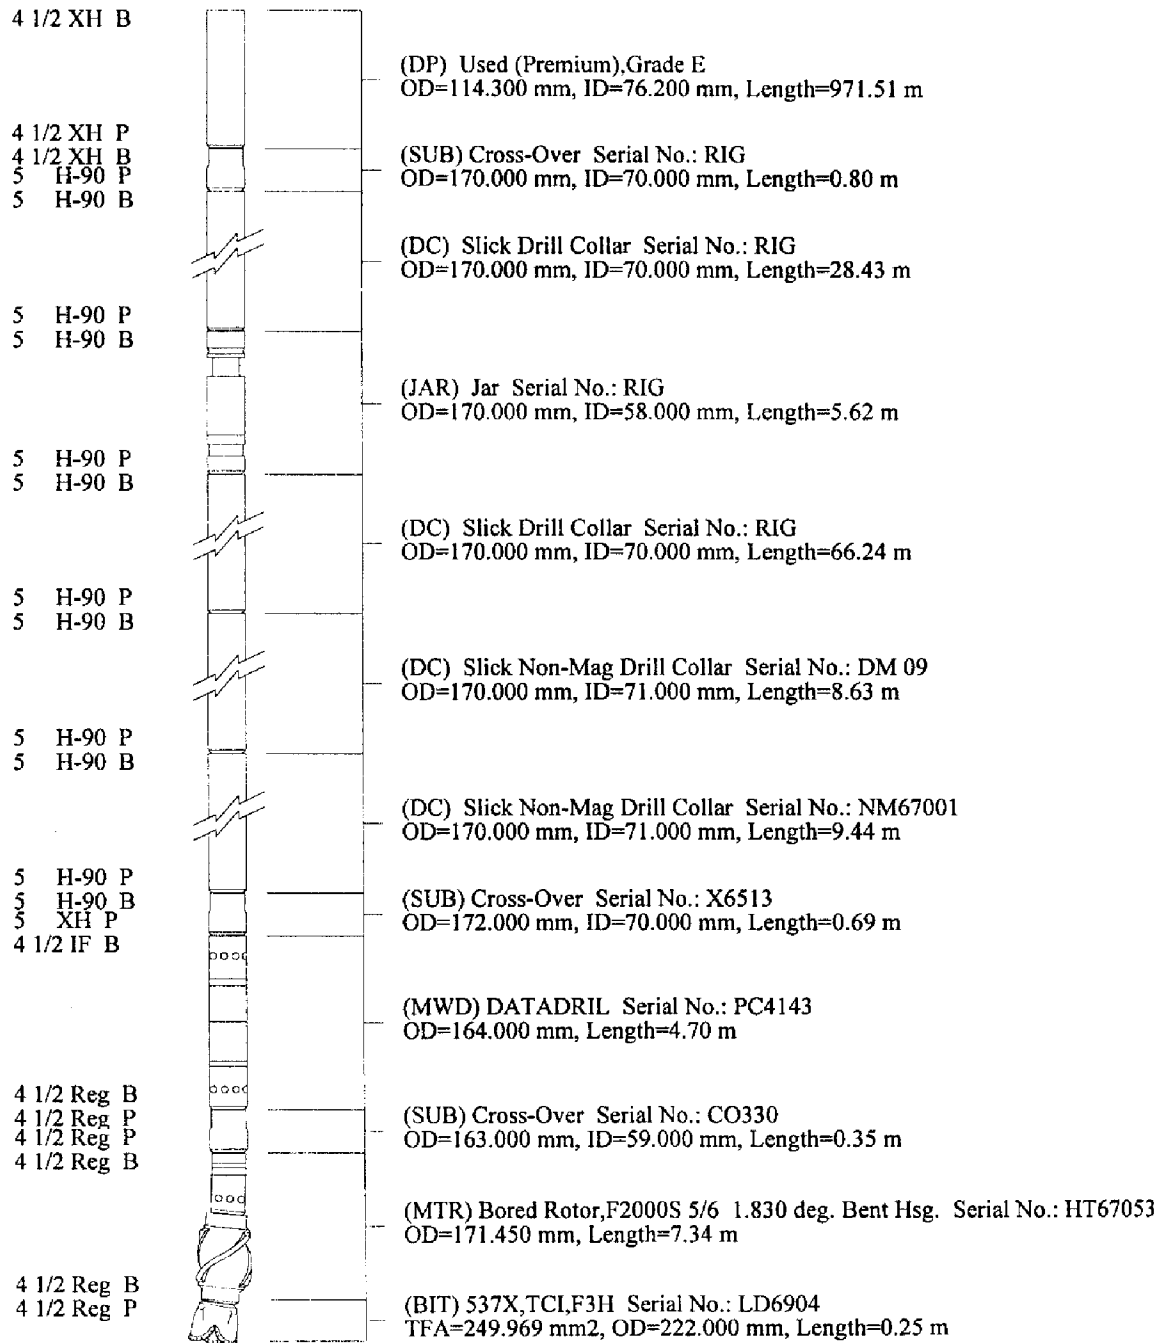 4 1/2 XH B
(DP) Used (Premium),Grade E
OD=114.300 mm, ID=76.200 mm, Length=971.51 m
4 1/2 XH P
4 1/2 XH B
(SUB) Cross-Over Serial No.: RIG
5 H-90 P
OD=170.000 mm, ID=70.000 mm, Length=0.80 m
5 H-90 B
(DC) Slick Drill Collar Serial No.: RIG
OD=170.000 mm, ID=70.000 mm, Length=28.43 m
5 H-90 P
5 H-90 B
(JAR) Jar Serial No.: RIG
OD=170.000 mm, ID=58.000 mm, Length=5.62 m
5 H-90 P
5 H-90 B
(DC) Slick Drill Collar Serial No.: RIG
OD=170.000 mm, ID=70.000 mm, Length=66.24 m
5 H-90 P
5 H-90 B
(DC) Slick Non-Mag Drill Collar Serial No.: DM 09
OD=170.000 mm, ID=71.000 mm, Length=8.63 m
5 H-90 P
5 H-90 B
(DC) Slick Non-Mag Drill Collar Serial No.: NM67001
OD=170.000 mm, ID=71.000 mm, Length=9.44 m
5 H-90 P
5 H-90 B
(SUB) Cross-Over Serial No.: X6513
5 XH P
OD=172.000 mm, ID=70.000 mm, Length=0.69 m
4 1/2 IF B
(MWD) DATADRIL Serial No.: PC4143
OD=164.000 mm, Length=4.70 m
4 1/2 Reg B
4 1/2 Reg P
(SUB) Cross-Over Serial No.: CO330
4 1/2 Reg P
OD=163.000 mm, ID=59.000 mm, Length=0.35 m
4 1/2 Reg B
(MTR) Bored Rotor,F2000S 5/6 1.830 deg. Bent Hsg. Serial No.: HT67053
OD=171.450 mm, Length=7.34 m
4 1/2 Reg B
4 1/2 Reg P
(BIT) 537X,TCI,F3H Serial No.: LD6904
TFA=249.969 mm2, OD=222.000 mm, Length=0.25 m